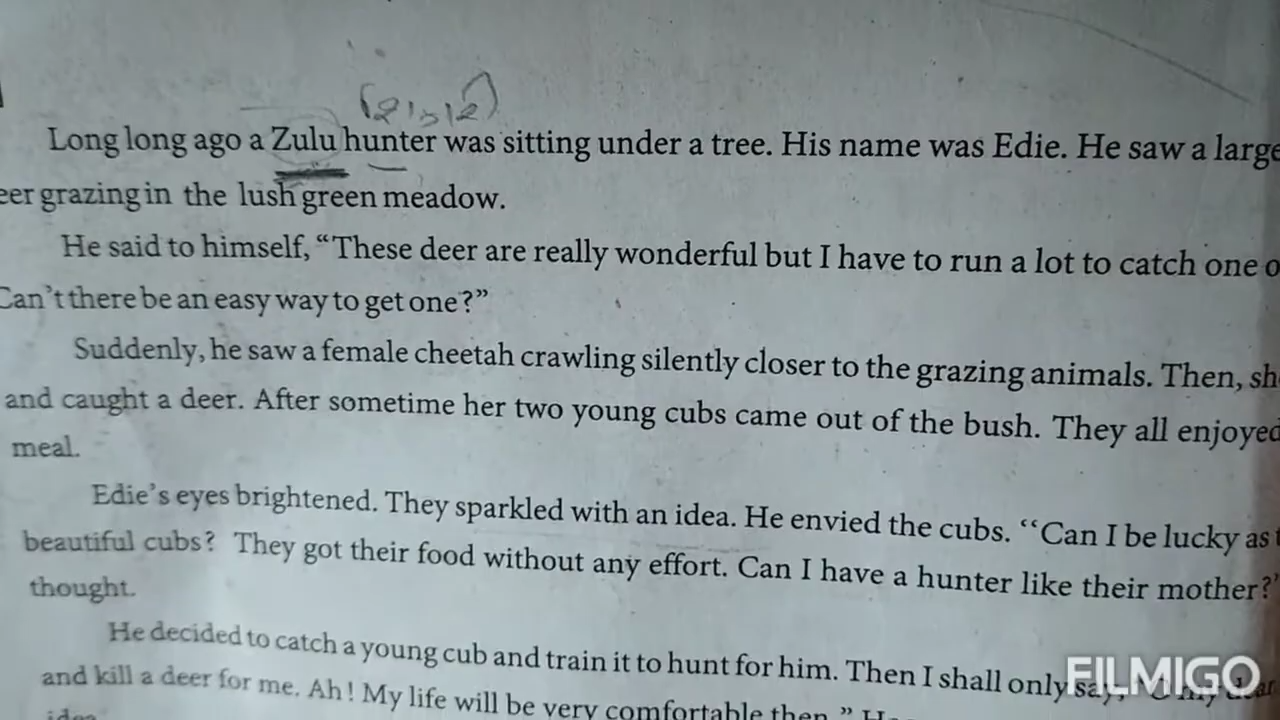 Long long ago a Zulu hunter was sitting under a tree. His name was Edie. He saw a large
eer grazing in the lush green meadow.
He said to himself, “These deer are really wonderful but I have to run a lot to catch one o
Can’t there be an easy way to get one?”
Suddenly, he saw a female cheetah crawling silently closer to the grazing animals. Then, sh
and caught a deer. After sometime her two young cubs came out of the bush. They all enjoyed
meal.
Edie’s eyes brightened. They sparkled with an idea. He envied the cubs. “Can I be lucky as
beautiful cubs? They got their food without any effort. Can I have a hunter like their mother?”
thought.
He decided to catch a young cub and train it to hunt for him. Then I shall only say, “O my dear
and kill a deer for me. Ah! My life will be very comfortable then.”
idea
FILMIGO